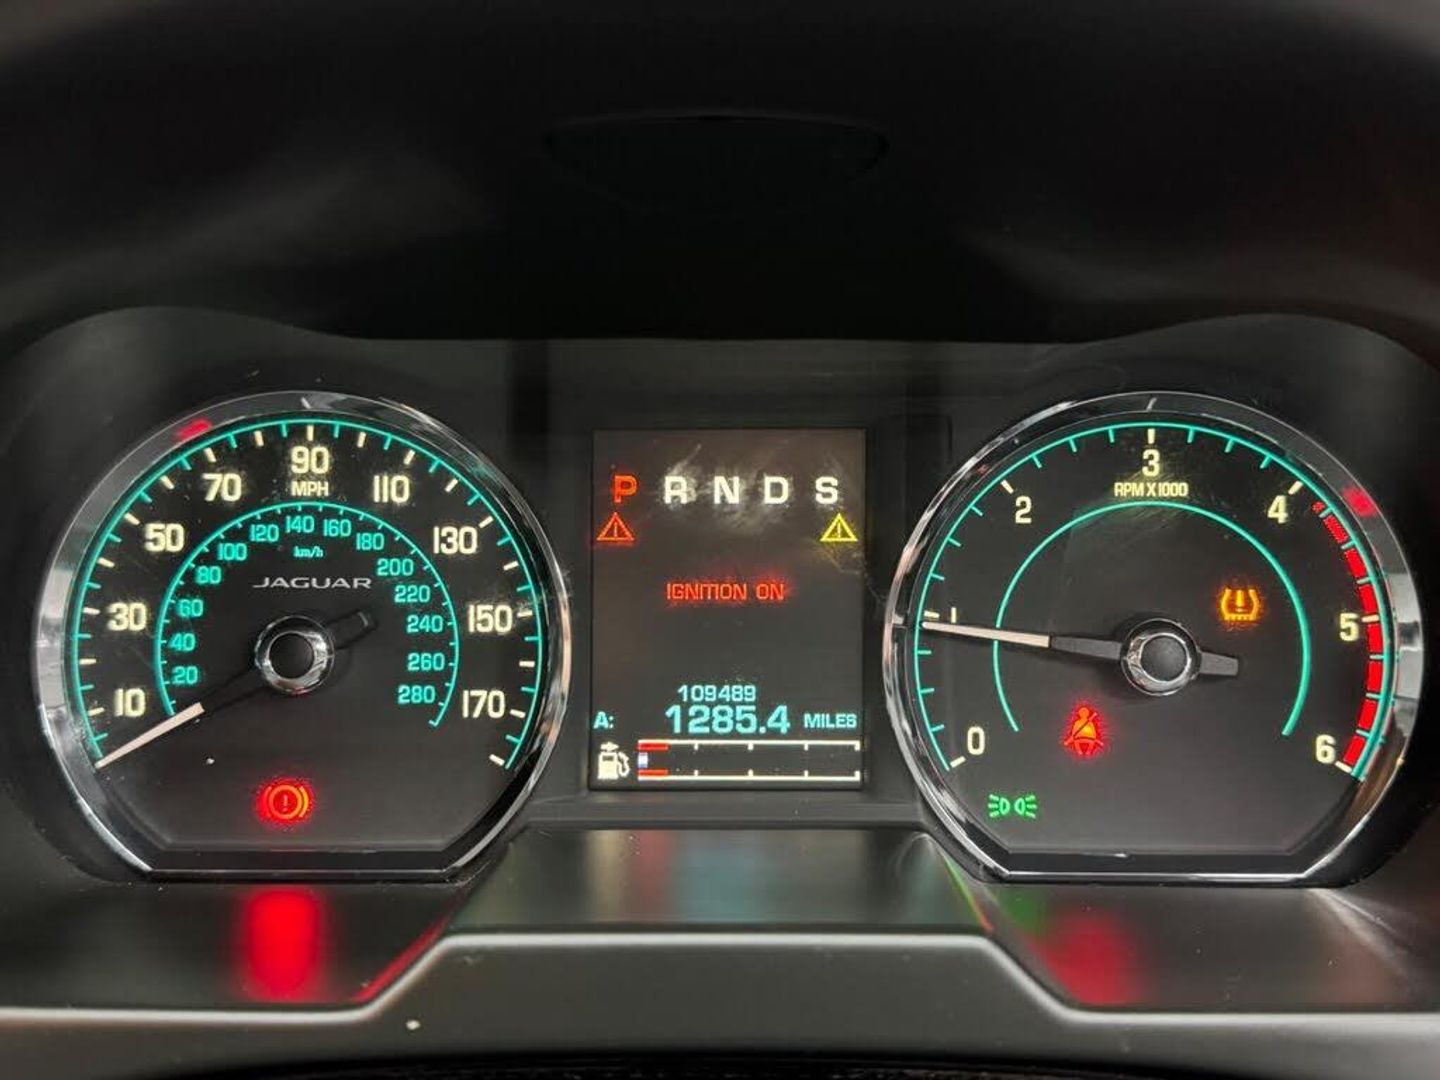 10 30 50 70 90 110 130 150 170
MPH
20 40 60 80 100 120 140 160 180 200 220 240 260 280
km/h
JAGUAR
P R N D S
IGNITION ON
109489
A: 1285.4 MILES
0 1 2 3 4 5 6
RPM X 1000